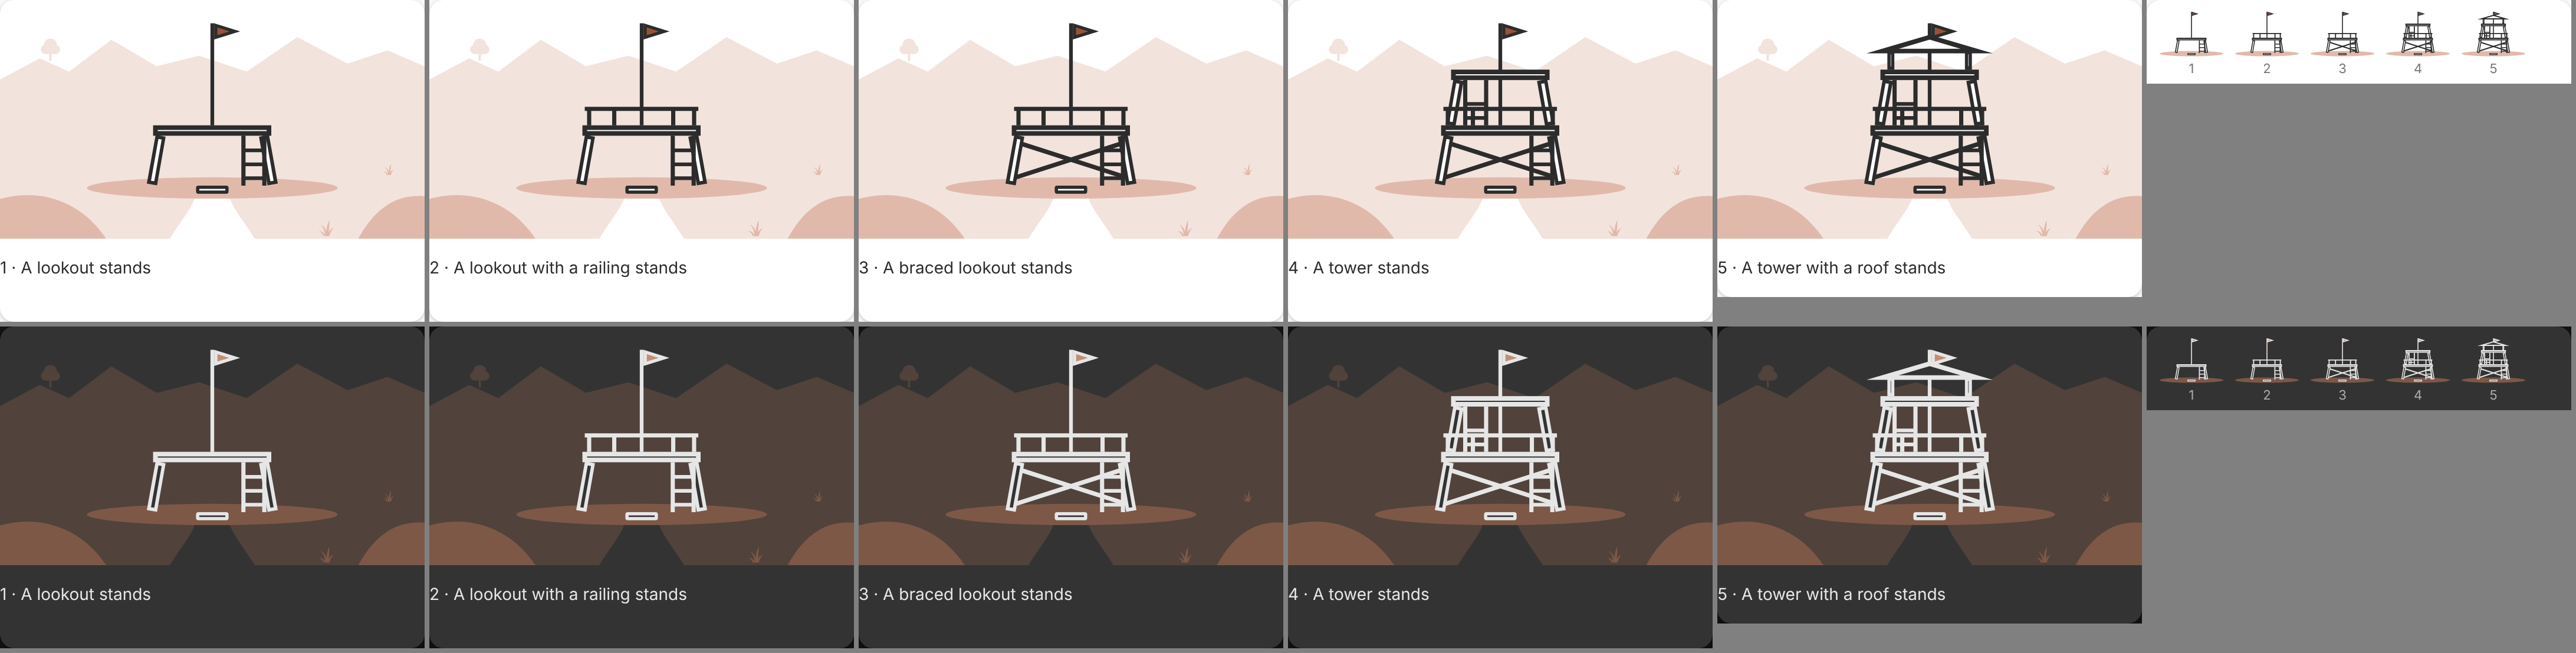 1 · A lookout stands
2 · A lookout with a railing stands
3 · A braced lookout stands
4 · A tower stands
5 · A tower with a roof stands
1 2 3 4 5
1 · A lookout stands
2 · A lookout with a railing stands
3 · A braced lookout stands
4 · A tower stands
5 · A tower with a roof stands
1 2 3 4 5